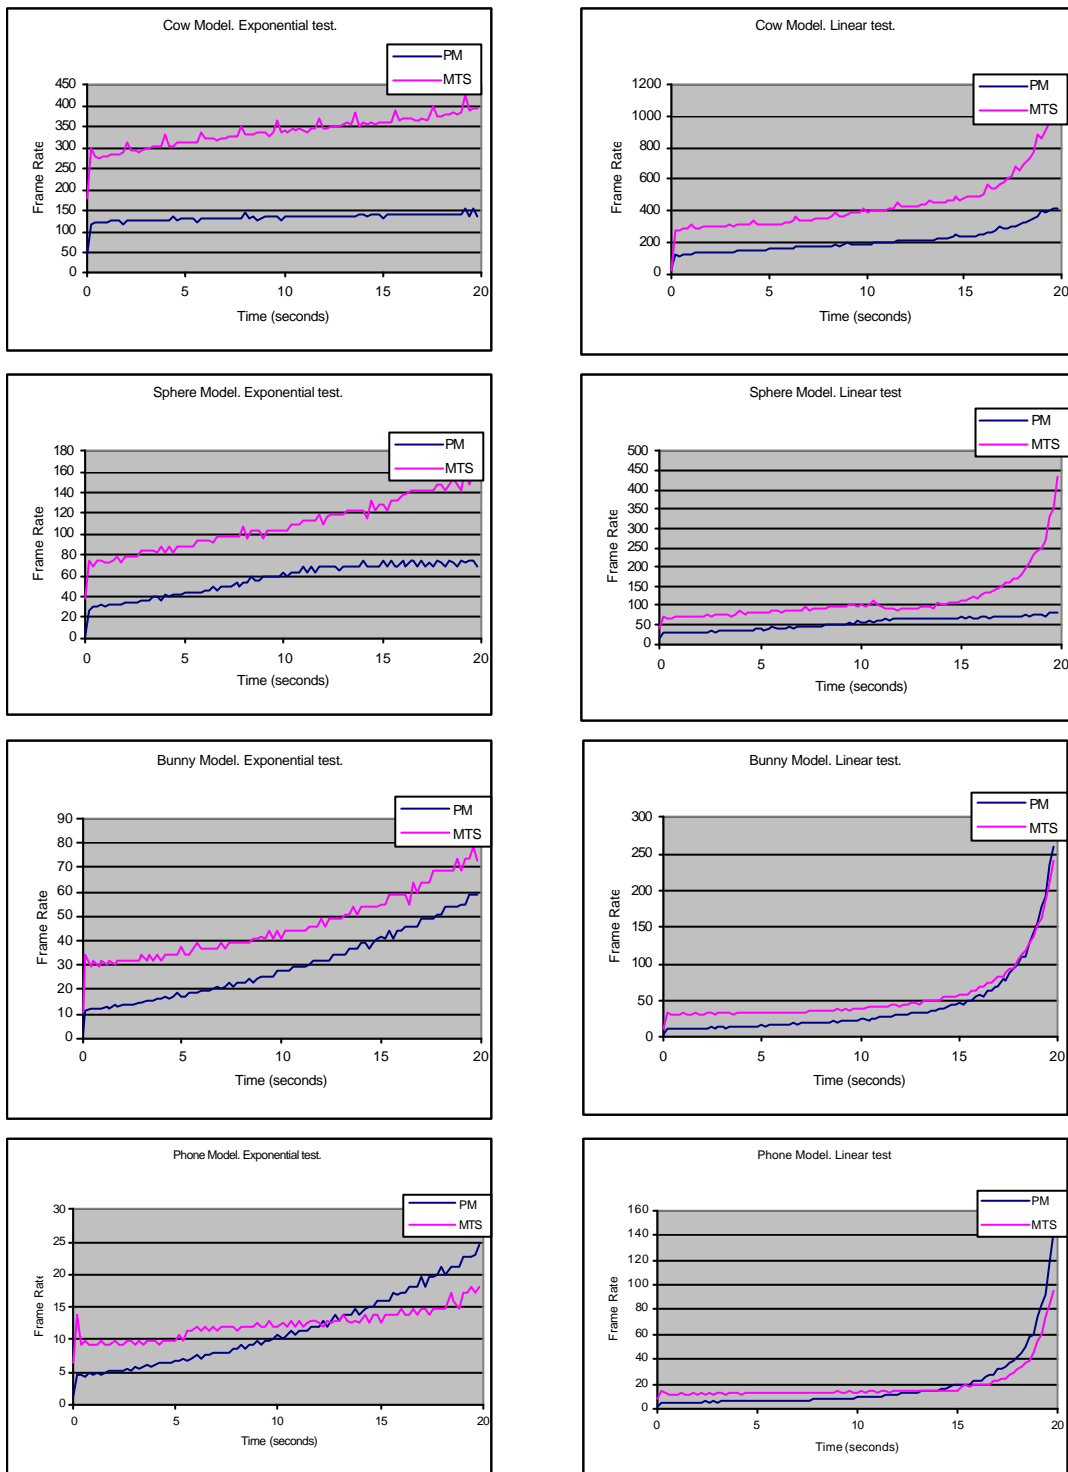 Cow Model. Exponential test.
PM
MTS
450
400
350
300
250
200
150
100
50
0
Frame Rate
0 5 10 15 20
Time (seconds)
Cow Model. Linear test.
PM
MTS
1200
1000
800
600
400
200
0
Frame Rate
0 5 10 15 20
Time (seconds)
Sphere Model. Exponential test.
PM
MTS
180
160
140
120
100
80
60
40
20
0
Frame Rate
0 5 10 15 20
Time (seconds)
Sphere Model. Linear test
PM
MTS
500
450
400
350
300
250
200
150
100
50
0
Frame Rate
0 5 10 15 20
Time (seconds)
Bunny Model. Exponential test.
PM
MTS
90
80
70
60
50
40
30
20
10
0
Frame Rate
0 5 10 15 20
Time (seconds)
Bunny Model. Linear test.
PM
MTS
300
250
200
150
100
50
0
Frame Rate
0 5 10 15 20
Time (seconds)
Phone Model. Exponential test.
PM
MTS
30
25
20
15
10
5
0
Frame Rate
0 5 10 15 20
Time (seconds)
Phone Model. Linear test
PM
MTS
160
140
120
100
80
60
40
20
0
Frame Rate
0 5 10 15 20
Time (seconds)